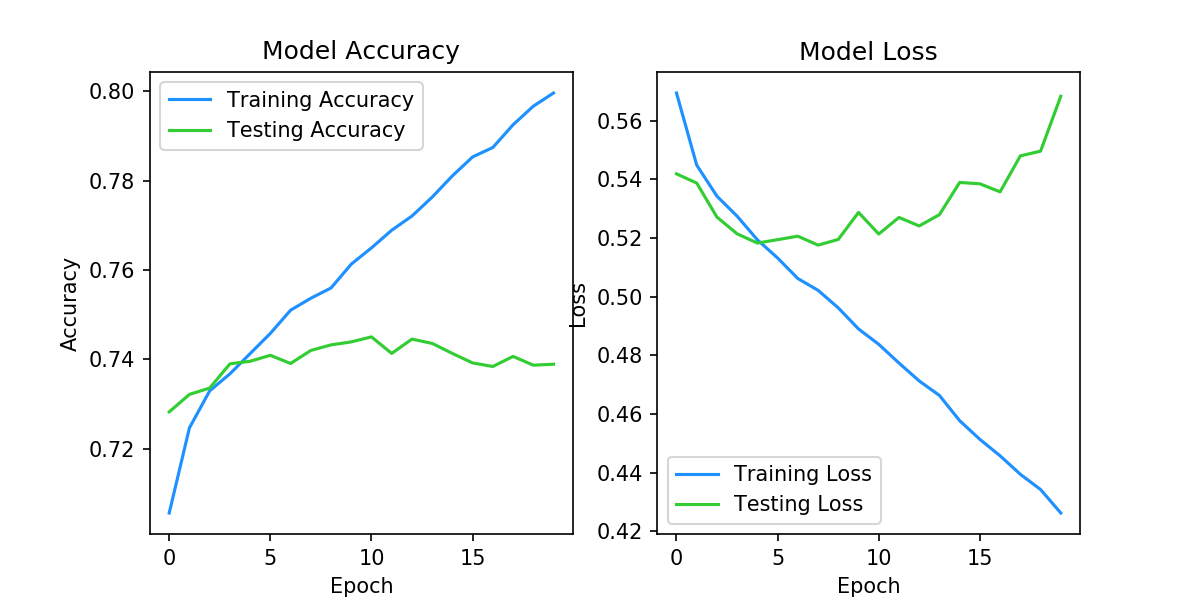 Model Accuracy
Accuracy
0.80
0.78
0.76
0.74
0.72
Training Accuracy
Testing Accuracy
0 5 10 15
Epoch
Model Loss
Loss
0.56
0.54
0.52
0.50
0.48
0.46
0.44
0.42
Training Loss
Testing Loss
0 5 10 15
Epoch